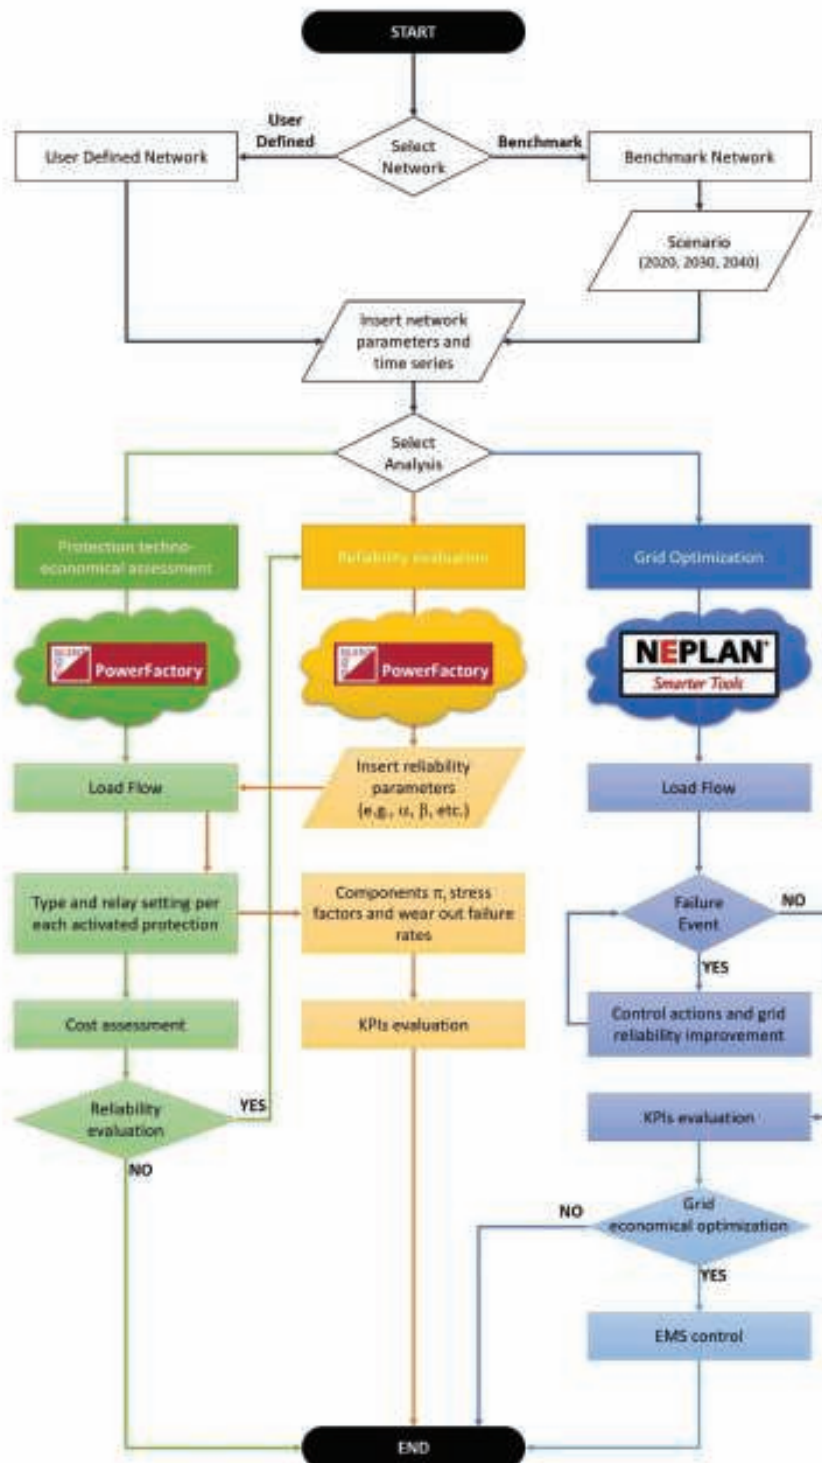 START
User
Defined
Select
Network
Benchmark
User Defined Network
Benchmark Network
Scenario
(2020, 2030, 2040)
Insert network
parameters and
time series
Select
Analysis
Protection techno-
economical assessment
Reliability evaluation
Grid Optimization
PowerFactory
PowerFactory
NEPLAN
Smarter Tools
Load Flow
Insert reliability
parameters
(e.g., α, β, etc.)
Load Flow
Type and relay setting per
each activated protection
Components π, stress
factors and wear out failure
rates
Failure
Event
NO
YES
Cost assessment
KPIs evaluation
Control actions and grid
reliability improvement
Reliability
evaluation
YES
NO
KPIs evaluation
Grid
economical optimization
NO
YES
EMS control
END